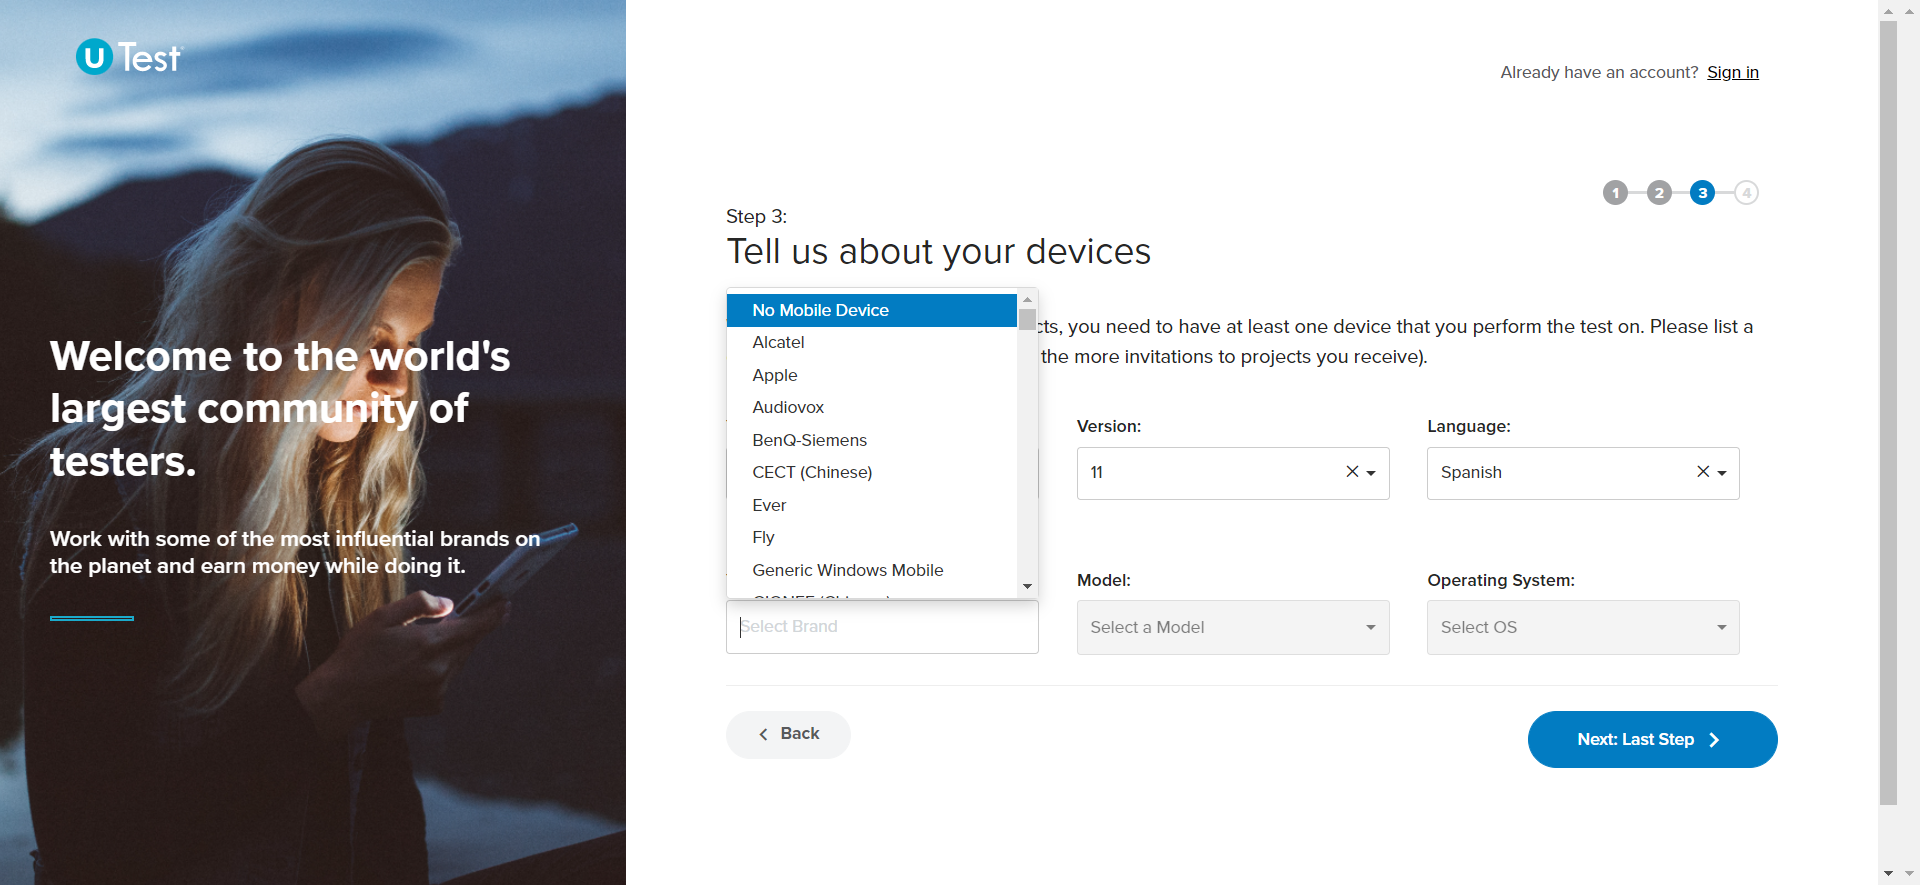 U Test
Already have an account? Sign in
1 2 3 4
Step 3:
Tell us about your devices
No Mobile Device
Alcatel
Apple
Audiovox
BenQ-Siemens
CECT (Chinese)
Ever
Fly
Generic Windows Mobile
cts, you need to have at least one device that you perform the test on. Please list a
the more invitations to projects you receive).
Version:
11
Language:
Spanish
Select Brand
Model:
Select a Model
Operating System:
Select OS
Back
Next: Last Step
Welcome to the world's
largest community of
testers.
Work with some of the most influential brands on
the planet and earn money while doing it.